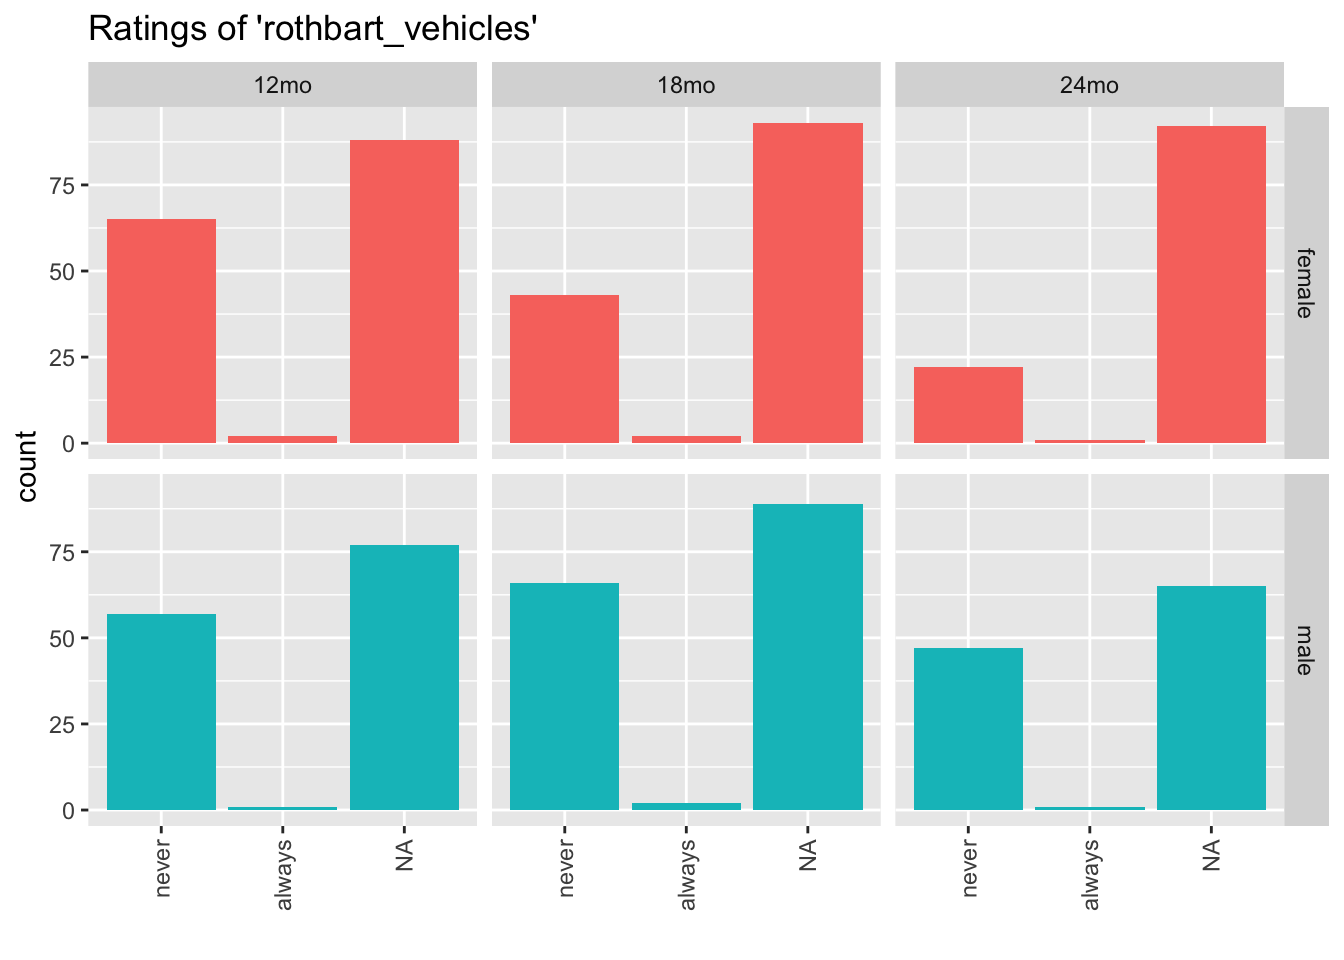 Ratings of 'rothbart_vehicles'
12mo 18mo 24mo
75
50
25
0
female
count
75
50
25
0
male
never always NA never always NA never always NA